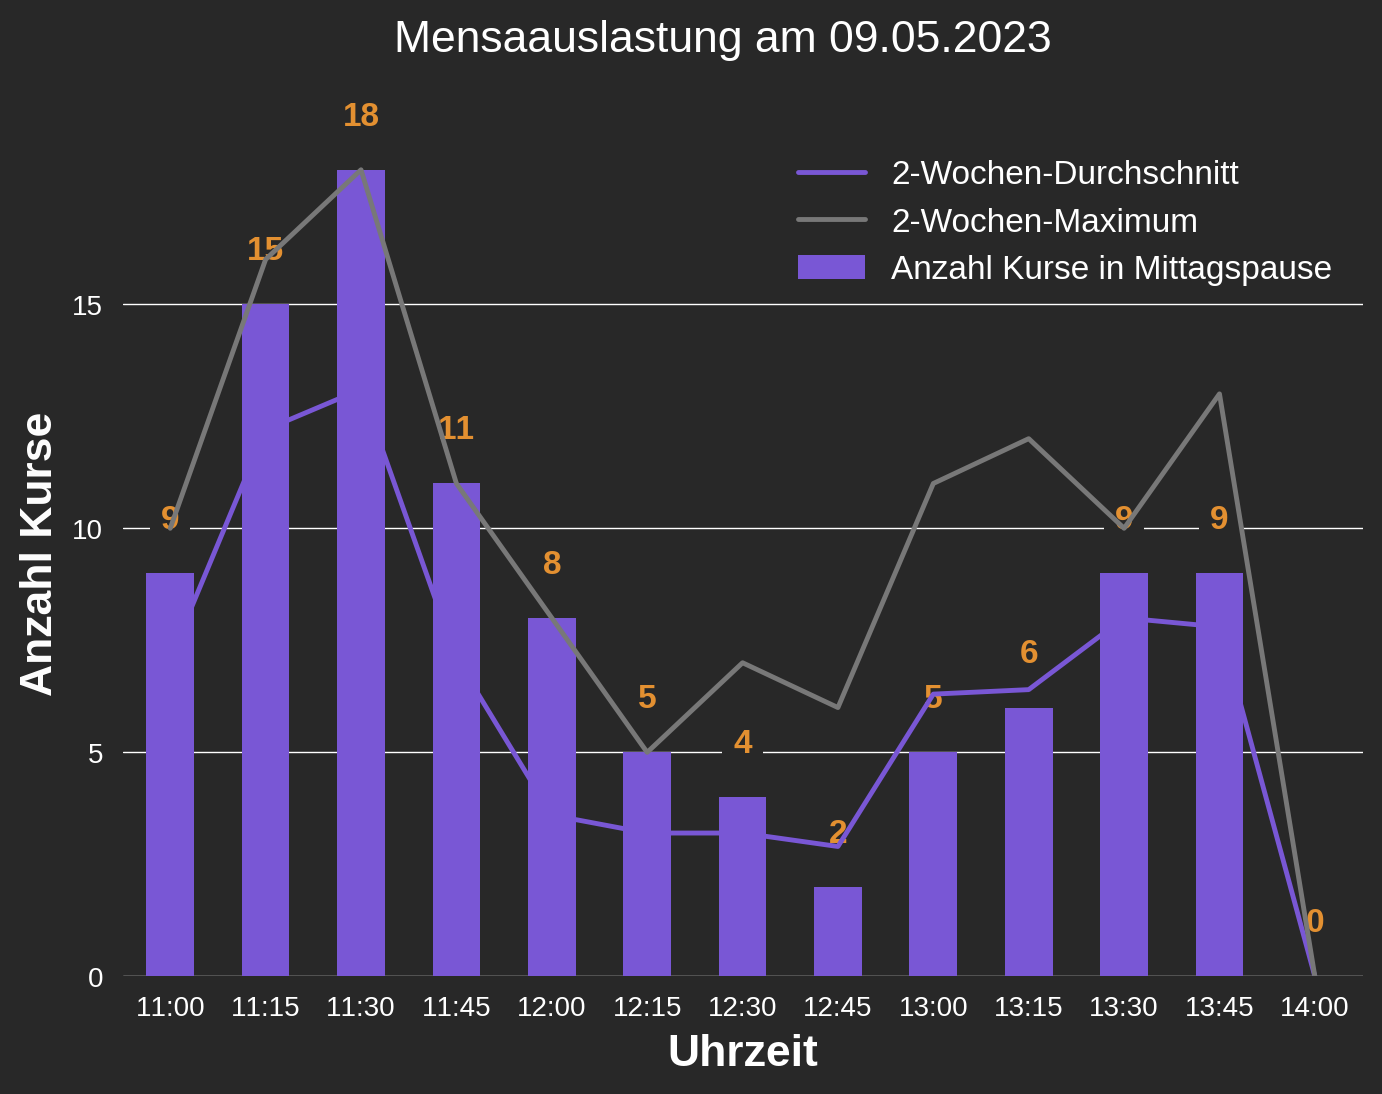 Mensaauslastung am 09.05.2023
18
2-Wochen-Durchschnitt
2-Wochen-Maximum
15
Anzahl Kurse in Mittagspause
15
11
Anzahl Kurse
10
9
9
9
8
6
5
5
5
4
2
0
0
11:00 11:15 11:30 11:45 12:00 12:15 12:30 12:45 13:00 13:15 13:30 13:45 14:00
Uhrzeit